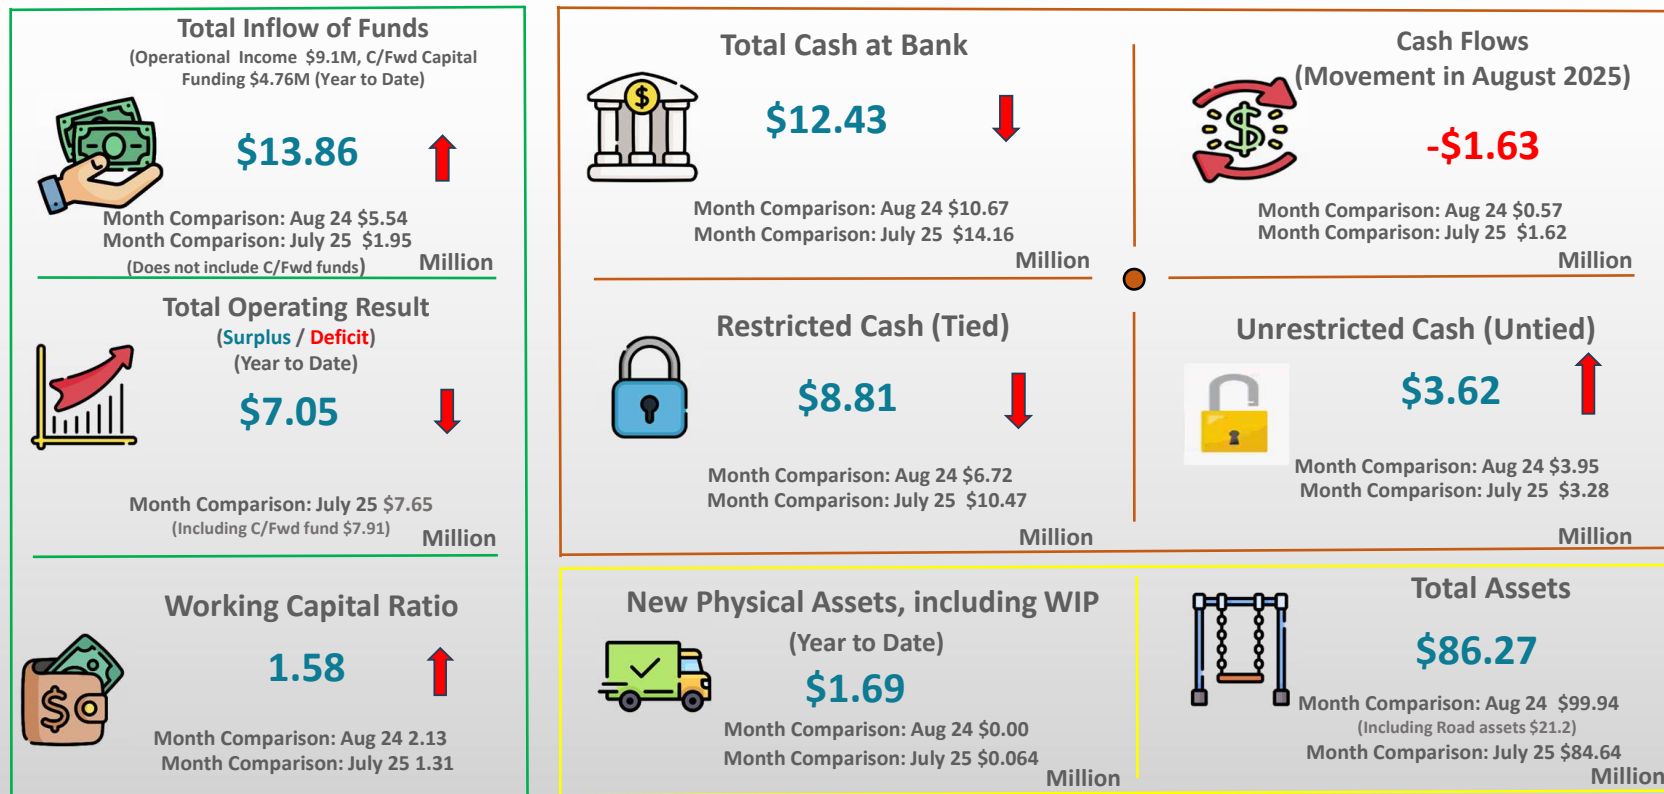 Total Inflow of Funds
(Operational Income $9.1M, C/Fwd Capital
Funding $4.76M (Year to Date)
$13.86
Month Comparison: Aug 24 $5.54
Month Comparison: July 25 $1.95
(Does not include C/Fwd funds)
Million
Total Operating Result
(Surplus / Deficit)
(Year to Date)
$7.05
Month Comparison: July 25 $7.65
(Including C/Fwd fund $7.91)
Million
Working Capital Ratio
1.58
Month Comparison: Aug 24 2.13
Month Comparison: July 25 1.31
Total Cash at Bank
$12.43
Month Comparison: Aug 24 $10.67
Month Comparison: July 25 $14.16
Million
Cash Flows
(Movement in August 2025)
-$1.63
Month Comparison: Aug 24 $0.57
Month Comparison: July 25 $1.62
Million
Restricted Cash (Tied)
$8.81
Month Comparison: Aug 24 $6.72
Month Comparison: July 25 $10.47
Million
Unrestricted Cash (Untied)
$3.62
Month Comparison: Aug 24 $3.95
Month Comparison: July 25 $3.28
Million
New Physical Assets, including WIP
(Year to Date)
$1.69
Month Comparison: Aug 24 $0.00
Month Comparison: July 25 $0.064
Million
Total Assets
$86.27
Month Comparison: Aug 24 $99.94
(Including Road assets $21.2)
Month Comparison: July 25 $84.64
Million